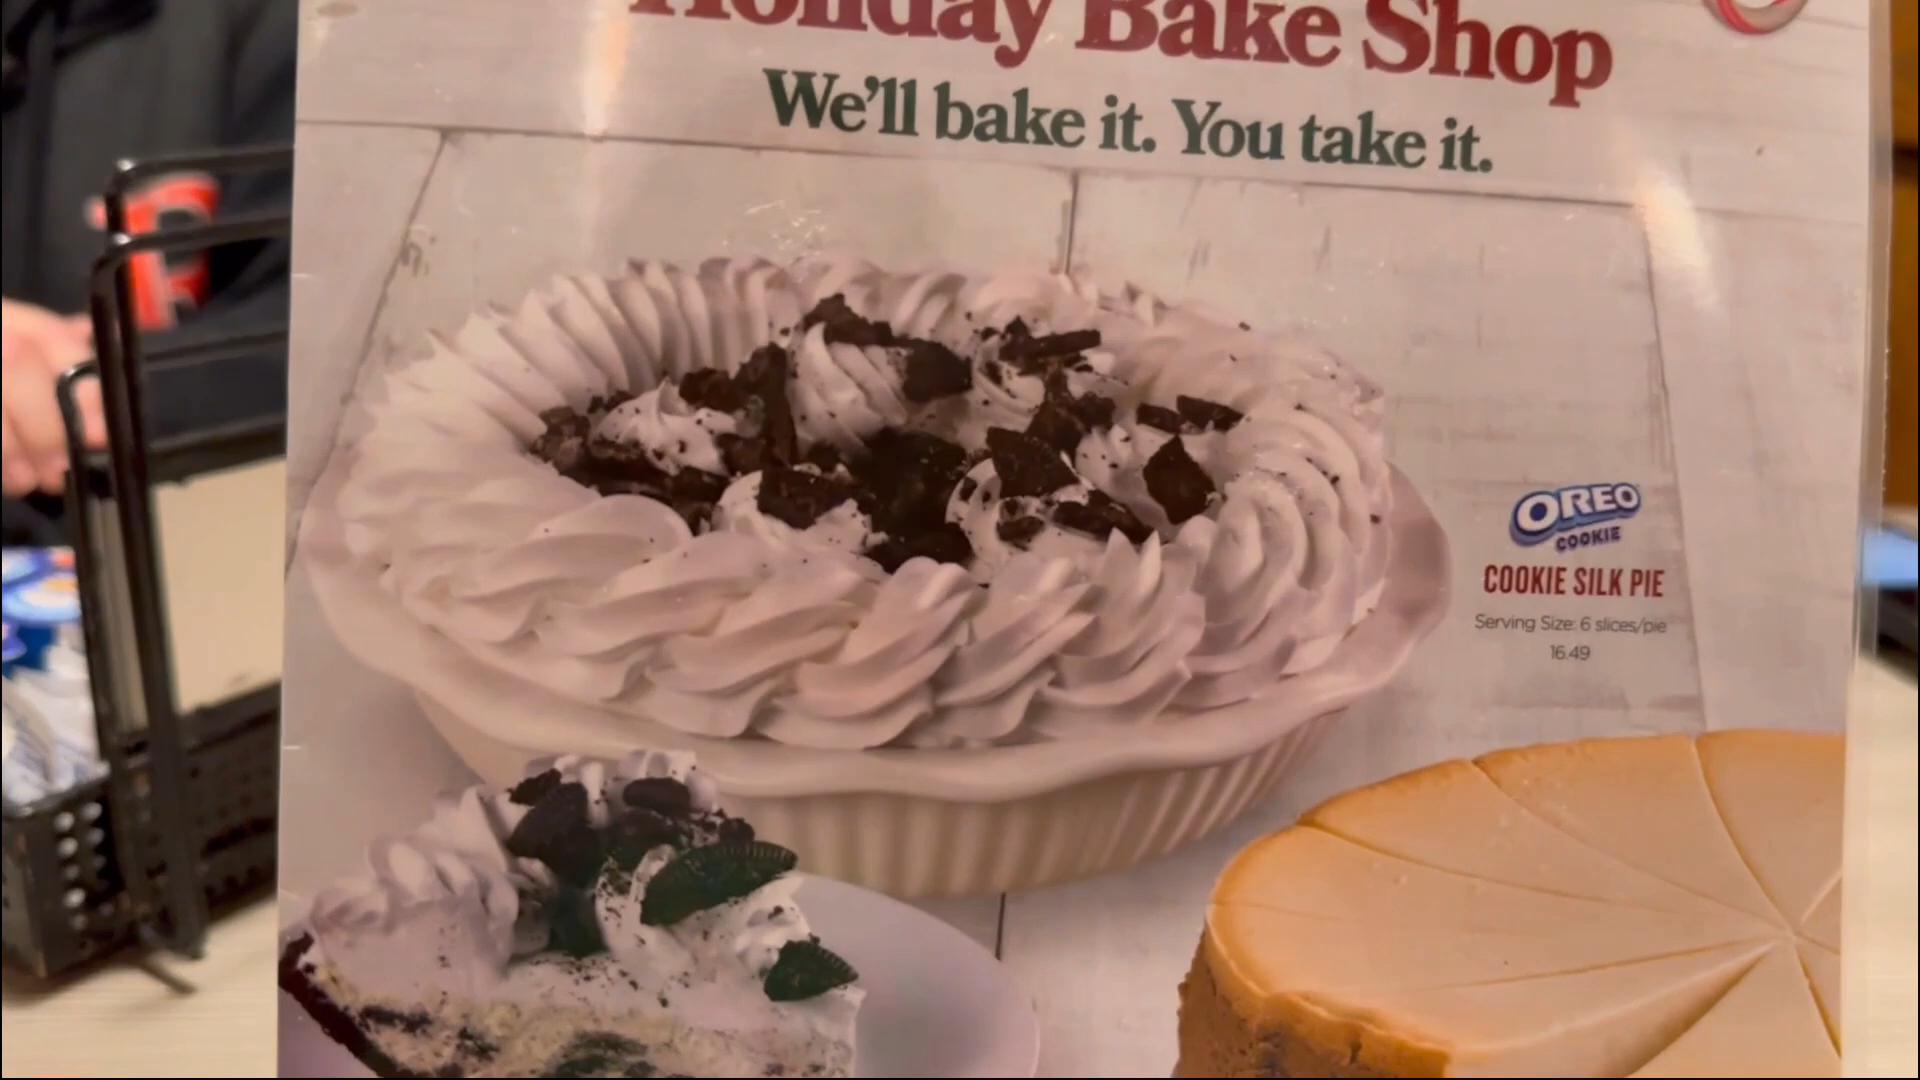 Holiday Bake Shop
We'll bake it. You take it.
OREO
COOKIE
COOKIE SILK PIE
Serving Size: 6 slices/pie
16.49